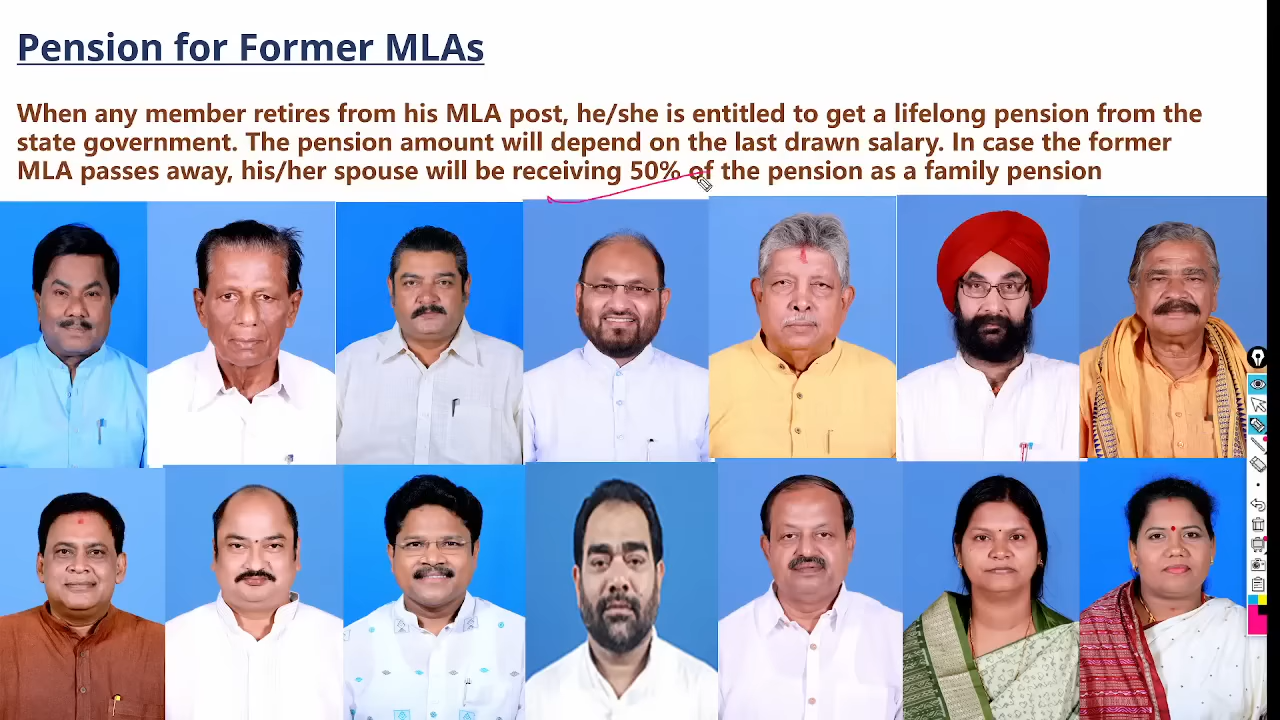 Pension for Former MLAs
When any member retires from his MLA post, he/she is entitled to get a lifelong pension from the
state government. The pension amount will depend on the last drawn salary. In case the former
MLA passes away, his/her spouse will be receiving 50% of the pension as a family pension